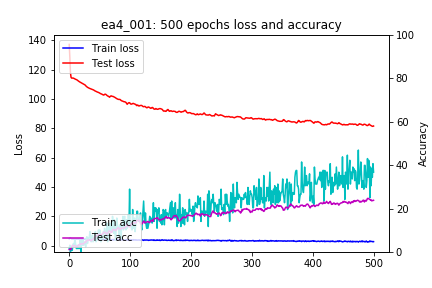 ea4_001: 500 epochs loss and accuracy
Train loss
Test loss
Train acc
Test acc
Loss
Accuracy
140
120
100
80
60
40
20
0
100
80
60
40
20
0
0
100
200
300
400
500